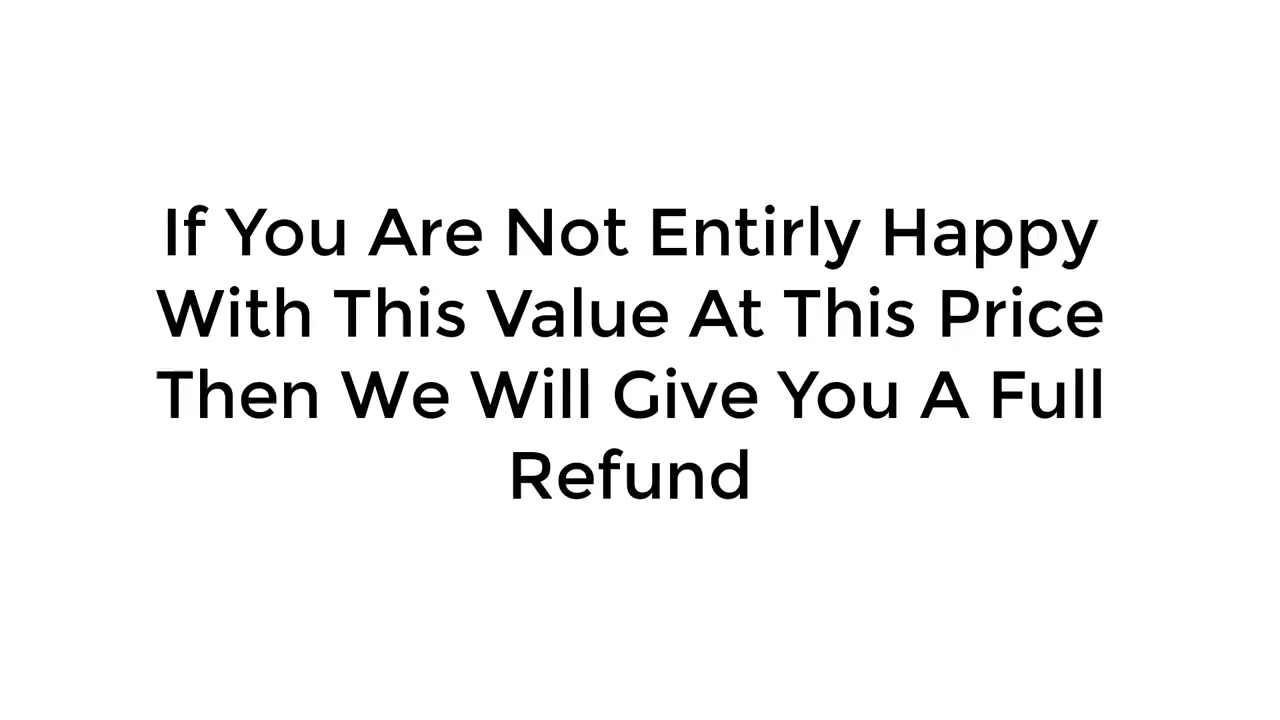 If You Are Not Entirly Happy
With This Value At This Price
Then We Will Give You A Full
Refund